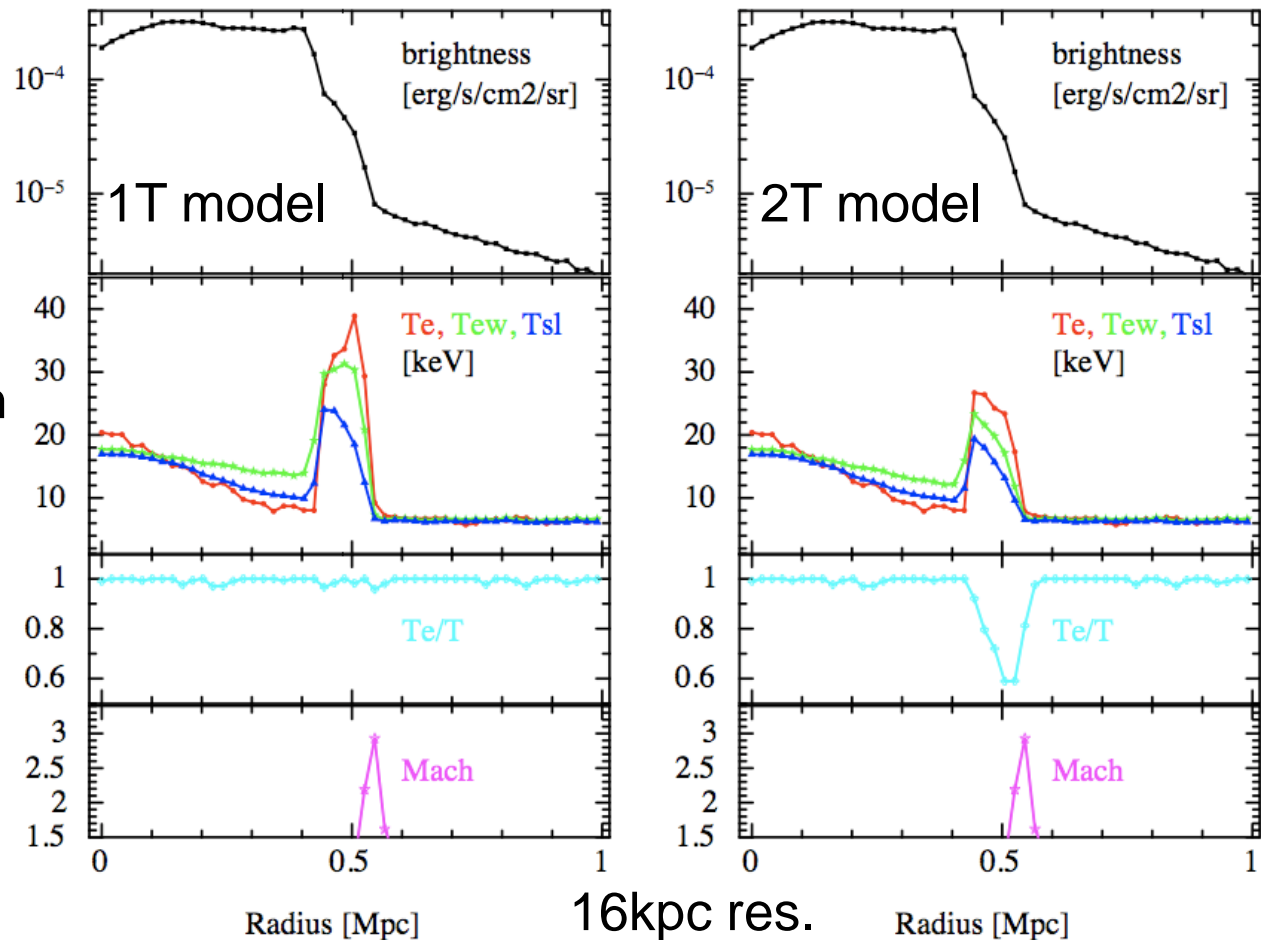 brightness
[erg/s/cm2/sr]
10⁻⁴
10⁻⁵
1T model
Te, Tew, Tsl
[keV]
40
30
20
10
n
Te/T
1
0.8
0.6
Mach
3
2.5
2
1.5
0
0.5
1
Radius [Mpc]
brightness
[erg/s/cm2/sr]
10⁻⁴
10⁻⁵
2T model
Te, Tew, Tsl
[keV]
40
30
20
10
Te/T
1
0.8
0.6
Mach
3
2.5
2
1.5
0
0.5
1
16kpc res.
Radius [Mpc]